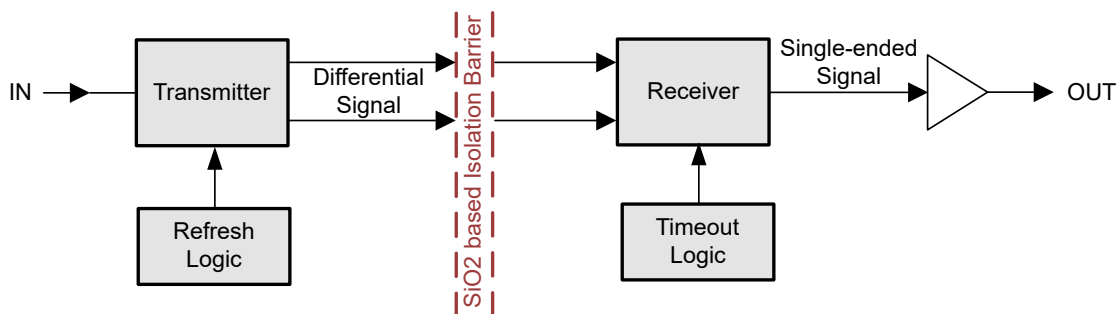 IN
Transmitter
Differential
Signal
SiO2 based Isolation Barrier
Receiver
Single-ended
Signal
OUT
Refresh
Logic
Timeout
Logic